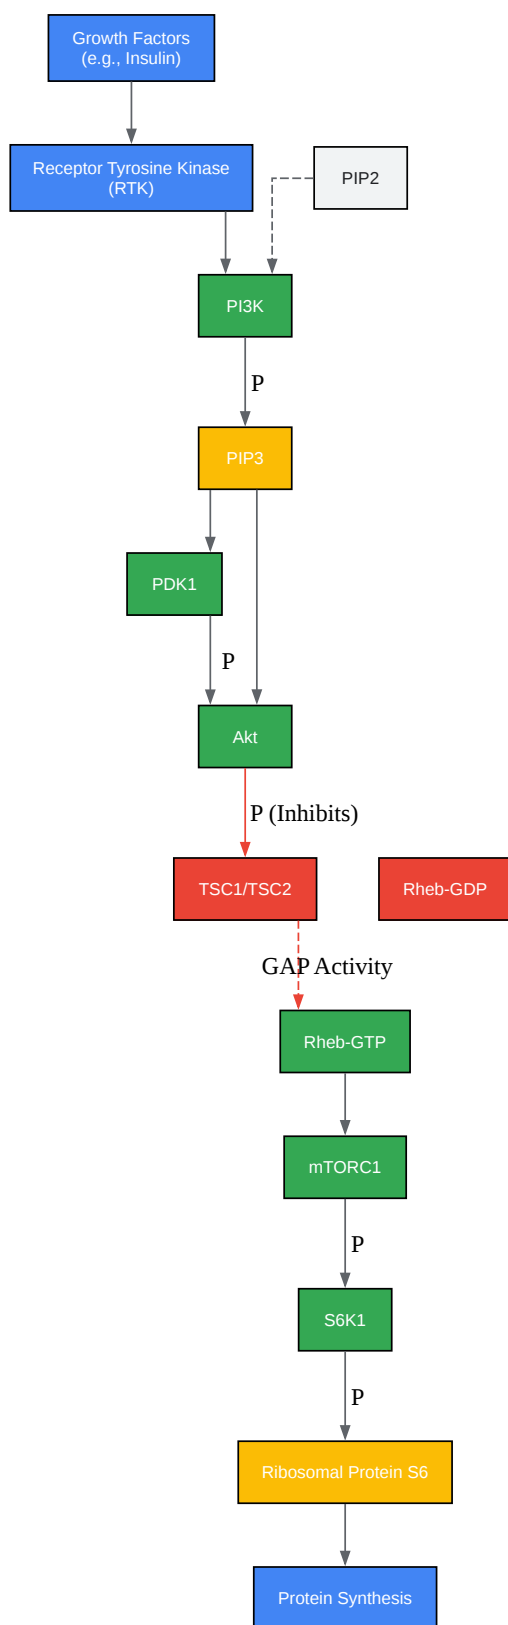 Growth Factors
(e.g., Insulin)
Receptor Tyrosine Kinase
(RTK)
PIP2
PI3K
P
PIP3
PDK1
P
Akt
P (Inhibits)
TSC1/TSC2
Rheb-GDP
GAP Activity
Rheb-GTP
mTORC1
P
S6K1
P
Ribosomal Protein S6
Protein Synthesis